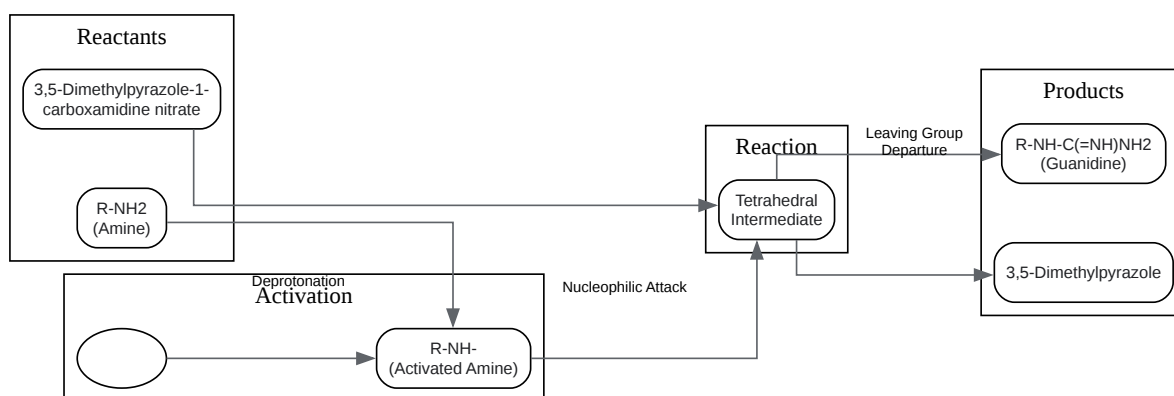 Reactants
3,5-Dimethylpyrazole-1-
carboxamidine nitrate
R-NH2
(Amine)
Deprotonation
Activation
R-NH-
(Activated Amine)
Nucleophilic Attack
Reaction
Tetrahedral
Intermediate
Leaving Group
Departure
Products
R-NH-C(=NH)NH2
(Guanidine)
3,5-Dimethylpyrazole